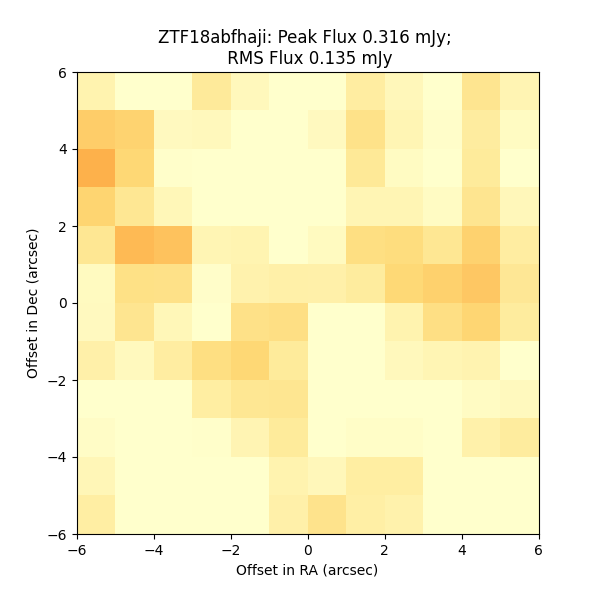 ZTF18abfhaji: Peak Flux 0.316 mJy;
RMS Flux 0.135 mJy
6
4
2
0
−2
−4
−6
Offset in Dec (arcsec)
−6 −4 −2 0 2 4 6
Offset in RA (arcsec)